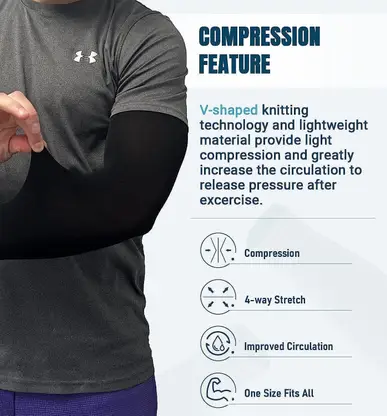 COMPRESSION
FEATURE
V-shaped knitting
technology and lightweight
material provide light
compression and greatly
increase the circulation to
release pressure after
excercise.
Compression
4-way Stretch
Improved Circulation
One Size Fits All